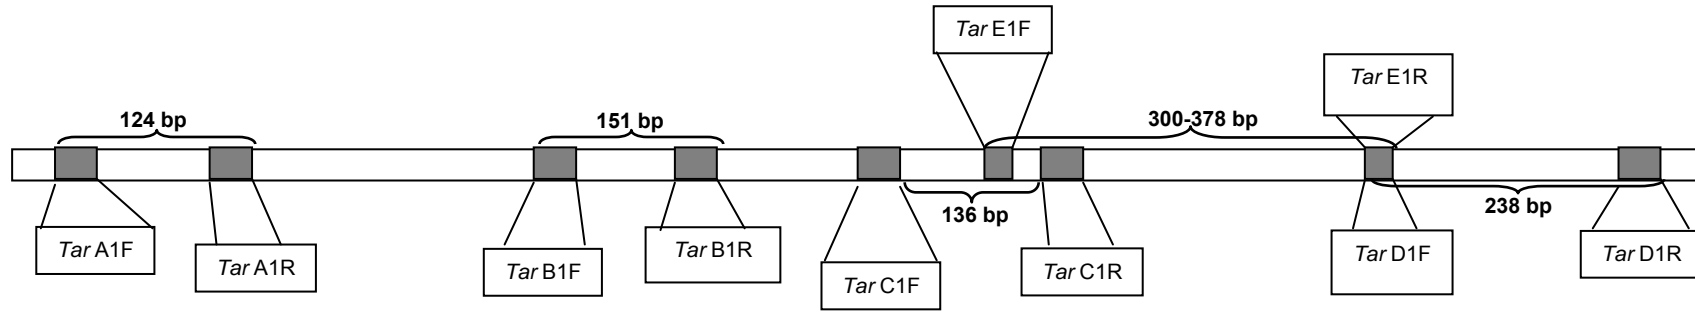 Tar E1F
Tar E1R
124 bp
151 bp
300-378 bp
136 bp
238 bp
Tar A1F
Tar A1R
Tar B1F
Tar B1R
Tar C1F
Tar C1R
Tar D1F
Tar D1R